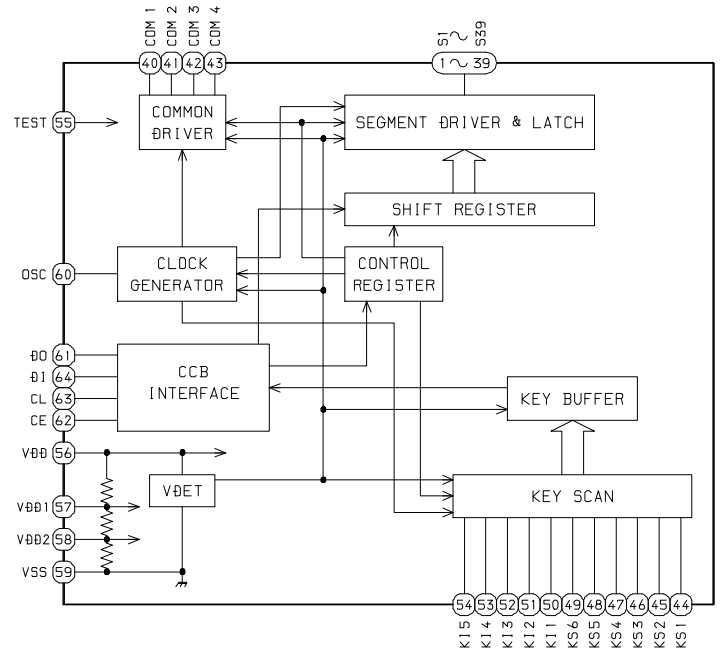 COM 1
COM 2
COM 3
COM 4
S1 ~ S39
40 41 42 43
1 ~ 39
TEST 55
COMMON
DRIVER
SEGMENT DRIVER & LATCH
SHIFT REGISTER
OSC 60
CLOCK
GENERATOR
CONTROL
REGISTER
DO 61
DI 64
CL 63
CE 62
CCB
INTERFACE
KEY BUFFER
VDD 56
VDET
KEY SCAN
VDD1 57
VDD2 58
VSS 59
54 53 52 51 50 49 48 47 46 45 44
KI5
KI4
KI3
KI2
KI1
KS6
KS5
KS4
KS3
KS2
KS1